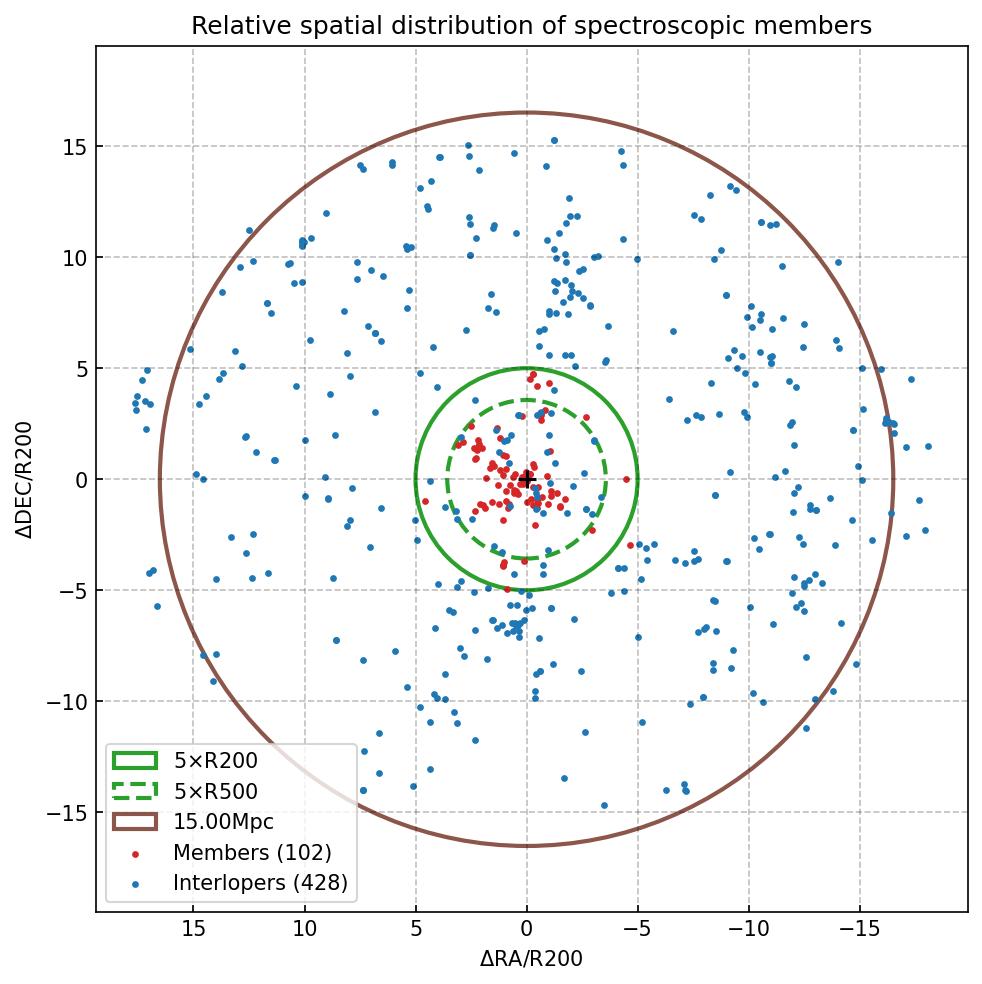 Relative spatial distribution of spectroscopic members
ΔDEC/R200
15
10
5
0
−5
−10
−15
5×R200
5×R500
15.00Mpc
Members (102)
Interlopers (428)
15 10 5 0 −5 −10 −15
ΔRA/R200